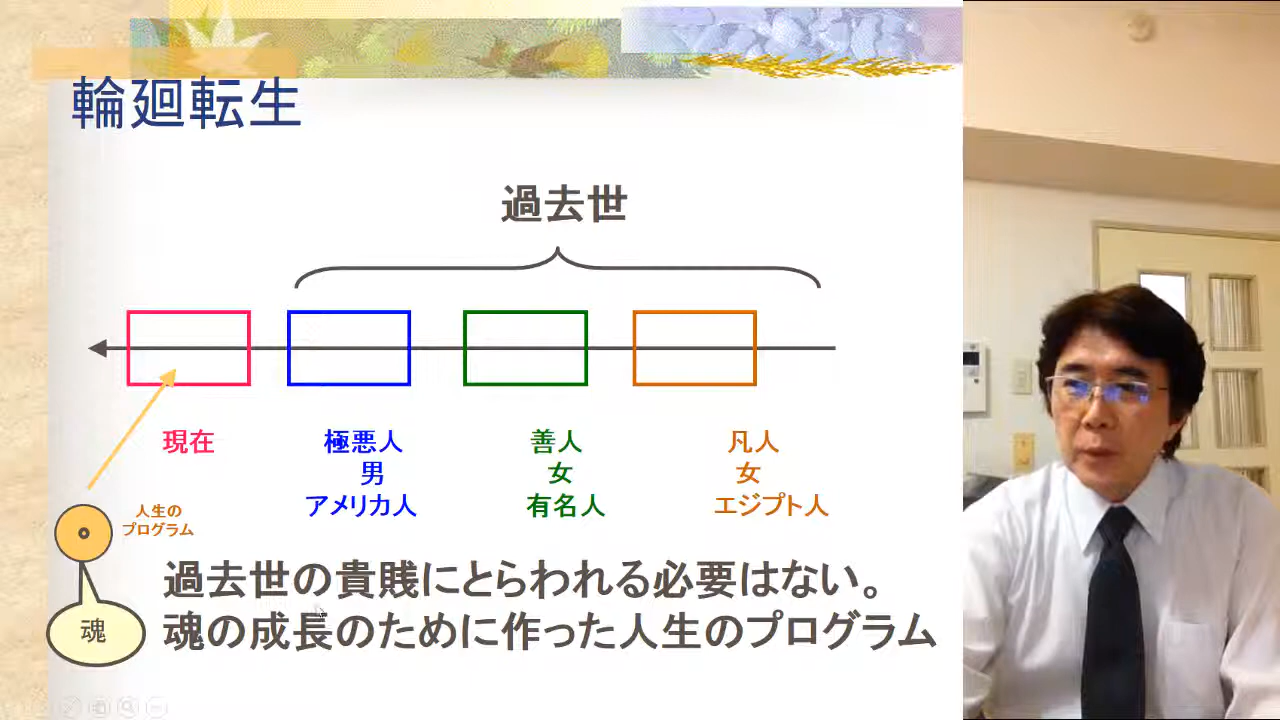 輪廻転生
過去世
現在
極悪人
男
アメリカ人
善人
女
有名人
凡人
女
エジプト人
人生の
プログラム
過去世の貴賎にとらわれる必要はない。
魂の成長のために作った人生のプログラム
魂